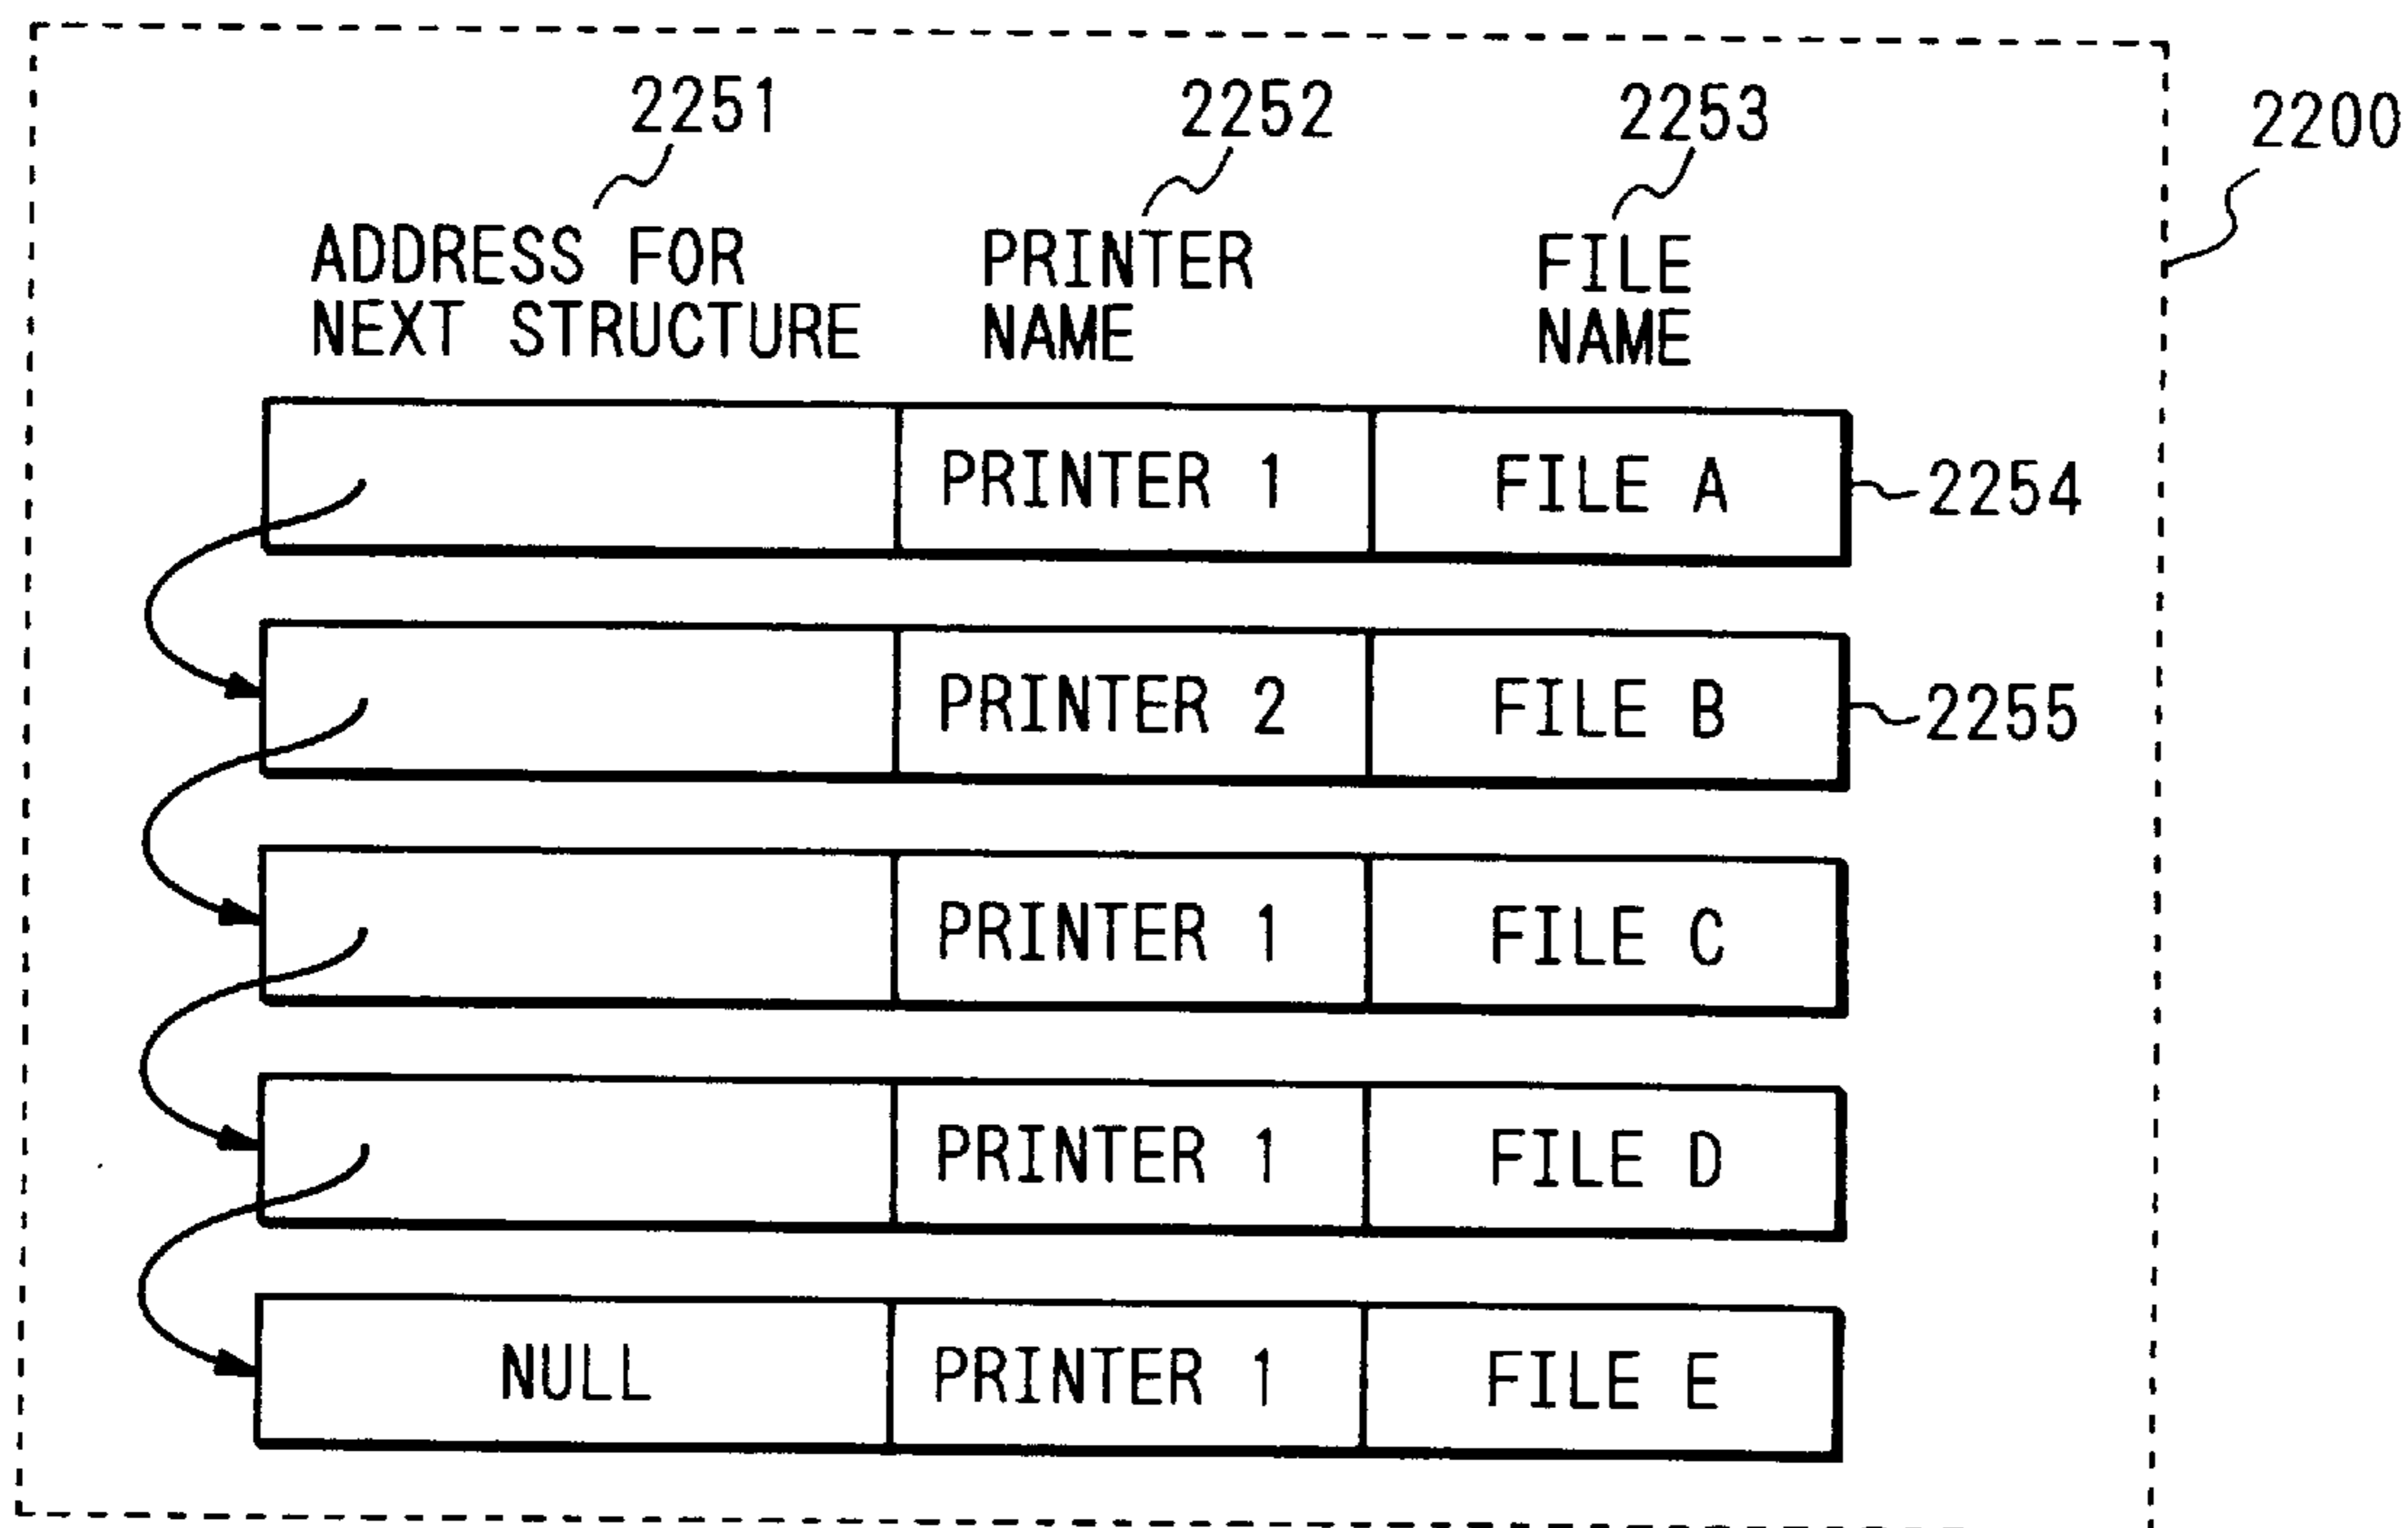 2251 2252 2253 2200
ADDRESS FOR NEXT STRUCTURE
PRINTER NAME
FILE NAME
PRINTER 1 FILE A 2254
PRINTER 2 FILE B 2255
PRINTER 1 FILE C
PRINTER 1 FILE D
NULL PRINTER 1 FILE E